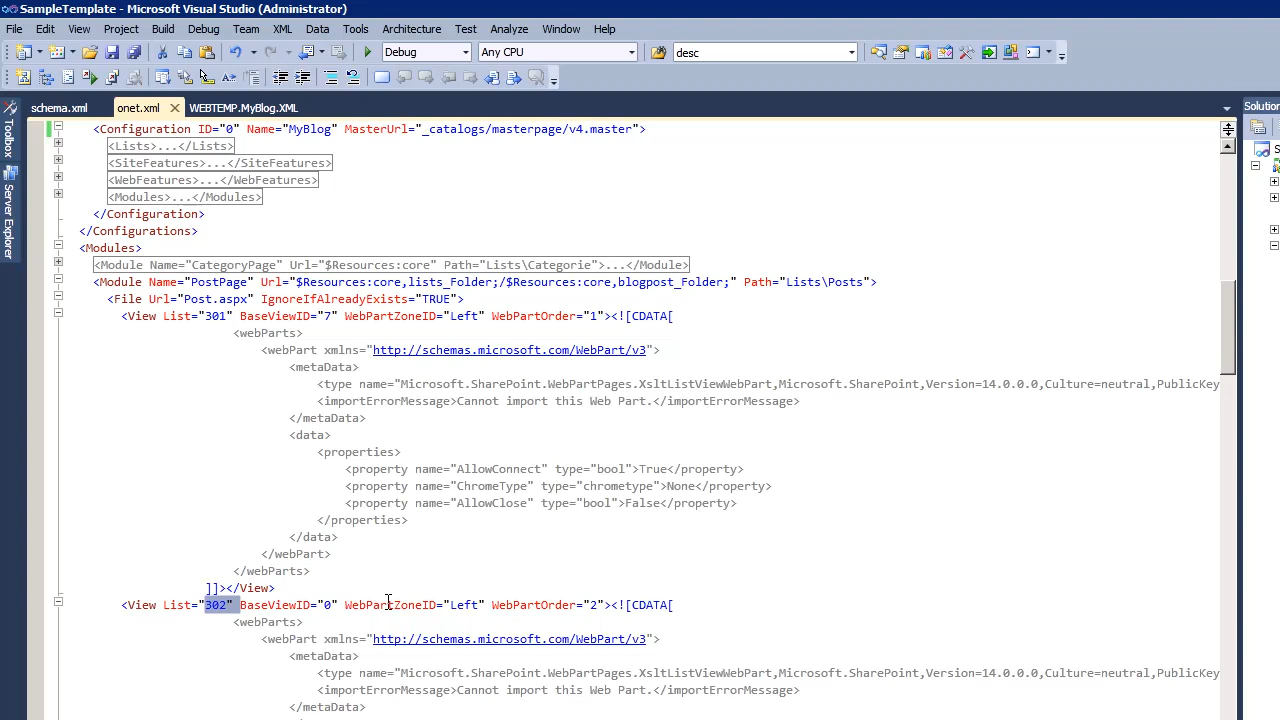 SampleTemplate - Microsoft Visual Studio (Administrator)
File Edit View Project Build Debug Team XML Data Tools Architecture Test Analyze Window Help
Debug Any CPU desc
schema.xml onet.xml WEBTEMP.MyBlog.XML
Solutio
Toolbox
Server Explorer
<Configuration ID="0" Name="MyBlog" MasterUrl="_catalogs/masterpage/v4.master">
<Lists>...</Lists>
<SiteFeatures>...</SiteFeatures>
<WebFeatures>...</WebFeatures>
<Modules>...</Modules>
</Configuration>
</Configurations>
<Modules>
<Module Name="CategoryPage" Url="$Resources:core" Path="Lists\Categorie">...</Module>
<Module Name="PostPage" Url="$Resources:core,lists_Folder;/$Resources:core,blogpost_Folder;" Path="Lists\Posts">
<File Url="Post.aspx" IgnoreIfAlreadyExists="TRUE">
<View List="301" BaseViewID="7" WebPartZoneID="Left" WebPartOrder="1"><![CDATA[
<webParts>
<webPart xmlns="http://schemas.microsoft.com/WebPart/v3">
<metaData>
<type name="Microsoft.SharePoint.WebPartPages.XsltListViewWebPart,Microsoft.SharePoint,Version=14.0.0.0,Culture=neutral,PublicKey
<importErrorMessage>Cannot import this Web Part.</importErrorMessage>
</metaData>
<data>
<properties>
<property name="AllowConnect" type="bool">True</property>
<property name="ChromeType" type="chrometype">None</property>
<property name="AllowClose" type="bool">False</property>
</properties>
</data>
</webPart>
</webParts>
]]></View>
<View List="302" BaseViewID="0" WebPartZoneID="Left" WebPartOrder="2"><![CDATA[
<webParts>
<webPart xmlns="http://schemas.microsoft.com/WebPart/v3">
<metaData>
<type name="Microsoft.SharePoint.WebPartPages.XsltListViewWebPart,Microsoft.SharePoint,Version=14.0.0.0,Culture=neutral,PublicKey
<importErrorMessage>Cannot import this Web Part.</importErrorMessage>
</metaData>